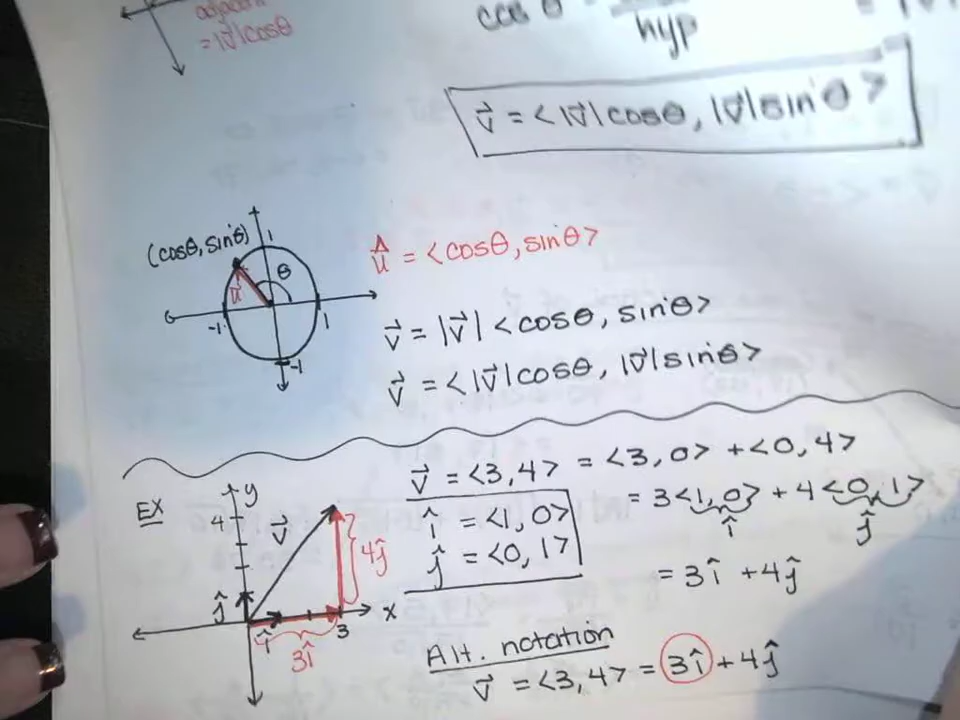 adjacent
= |v⃗|cosθ
cos θ
hyp
v⃗ = <|v⃗|cosθ, |v⃗|sinθ>
(cosθ, sinθ)
1
θ
û
-1
1
-1
û = <cosθ, sinθ>
v⃗ = |v⃗| <cosθ, sinθ>
v⃗ = <|v⃗|cosθ, |v⃗|sinθ>
EX
y
4
v⃗
4ĵ
ĵ
x
î
3
3î
v⃗ = <3,4> = <3,0> + <0,4>
î = <1,0>
ĵ = <0,1>
= 3<1,0> + 4<0,1>
î ĵ
= 3î + 4ĵ
Alt. notation
v⃗ = <3,4> = 3î + 4ĵ